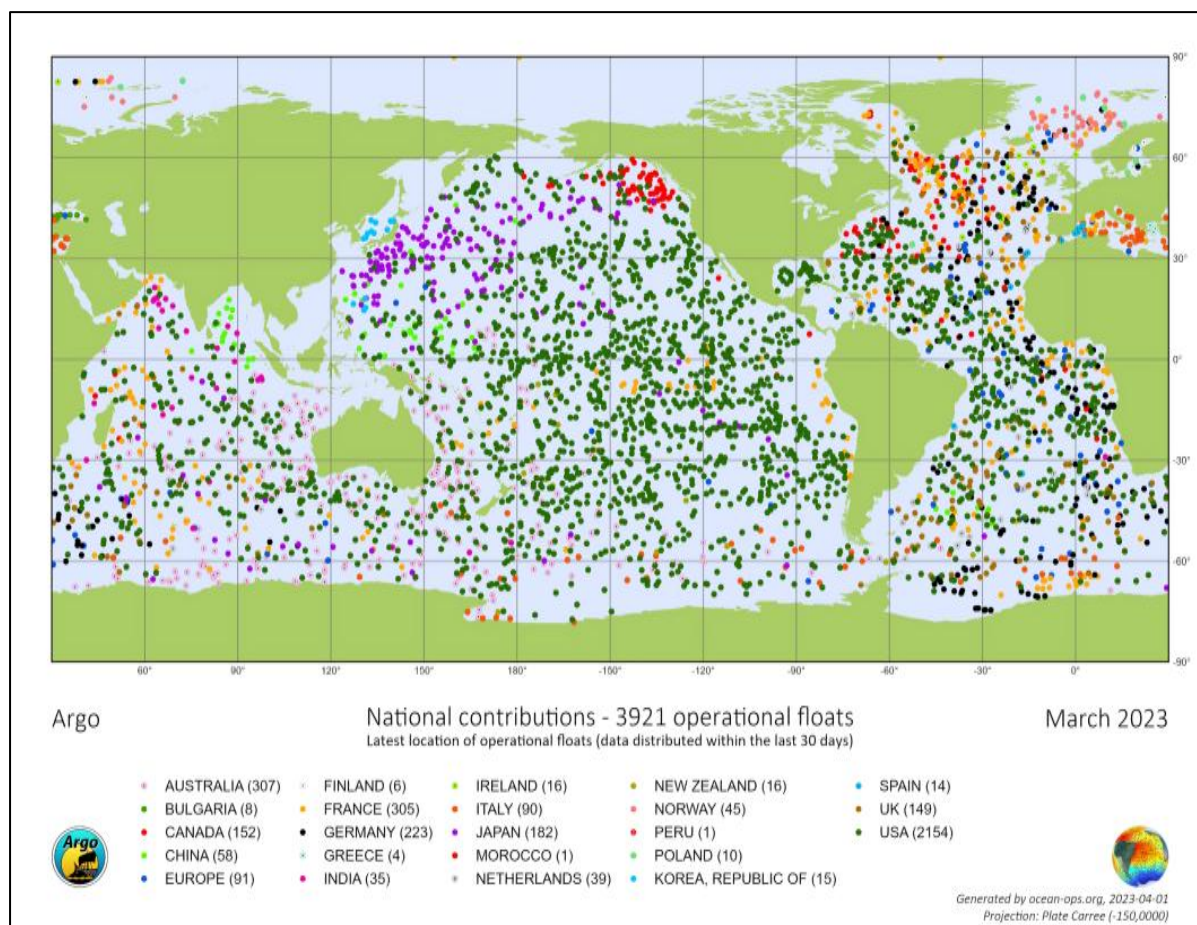 90°
60°
30°
0°
-30°
-60°
-90°
60° 90° 120° 150° 180° -150° -120° -90° -60° -30° 0°
Argo National contributions - 3921 operational floats March 2023
Latest location of operational floats (data distributed within the last 30 days)
AUSTRALIA (307) FINLAND (6) IRELAND (16) NEW ZEALAND (16) SPAIN (14)
BULGARIA (8) FRANCE (305) ITALY (90) NORWAY (45) UK (149)
CANADA (152) GERMANY (223) JAPAN (182) PERU (1) USA (2154)
CHINA (58) GREECE (4) MOROCCO (1) POLAND (10)
EUROPE (91) INDIA (35) NETHERLANDS (39) KOREA, REPUBLIC OF (15)
Argo
Generated by ocean-ops.org, 2023-04-01
Projection: Plate Carree (-150,0000)